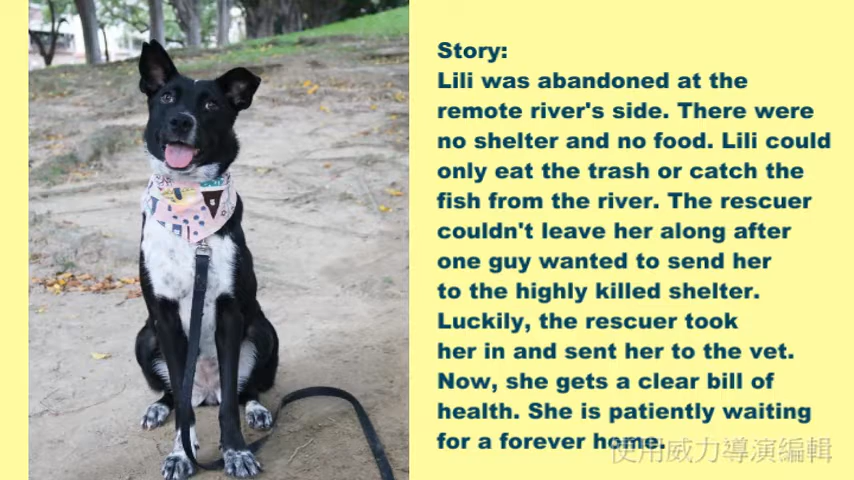 Story:
Lili was abandoned at the
remote river's side. There were
no shelter and no food. Lili could
only eat the trash or catch the
fish from the river. The rescuer
couldn't leave her along after
one guy wanted to send her
to the highly killed shelter.
Luckily, the rescuer took
her in and sent her to the vet.
Now, she gets a clear bill of
health. She is patiently waiting
for a forever home.
使用威力導演編輯